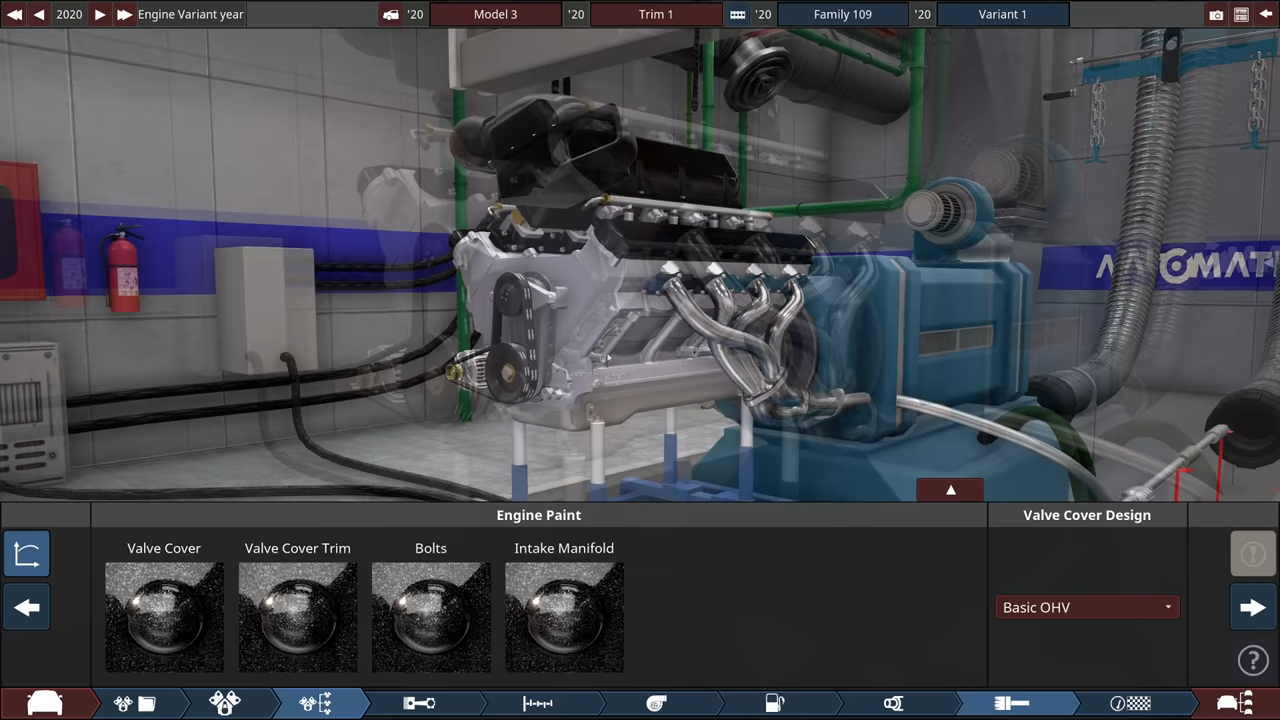 2020 Engine Variant year '20 Model 3 '20 Trim 1 '20 Family 109 '20 Variant 1
AUTOMAT
Engine Paint
Valve Cover Design
Valve Cover
Valve Cover Trim
Bolts
Intake Manifold
Basic OHV